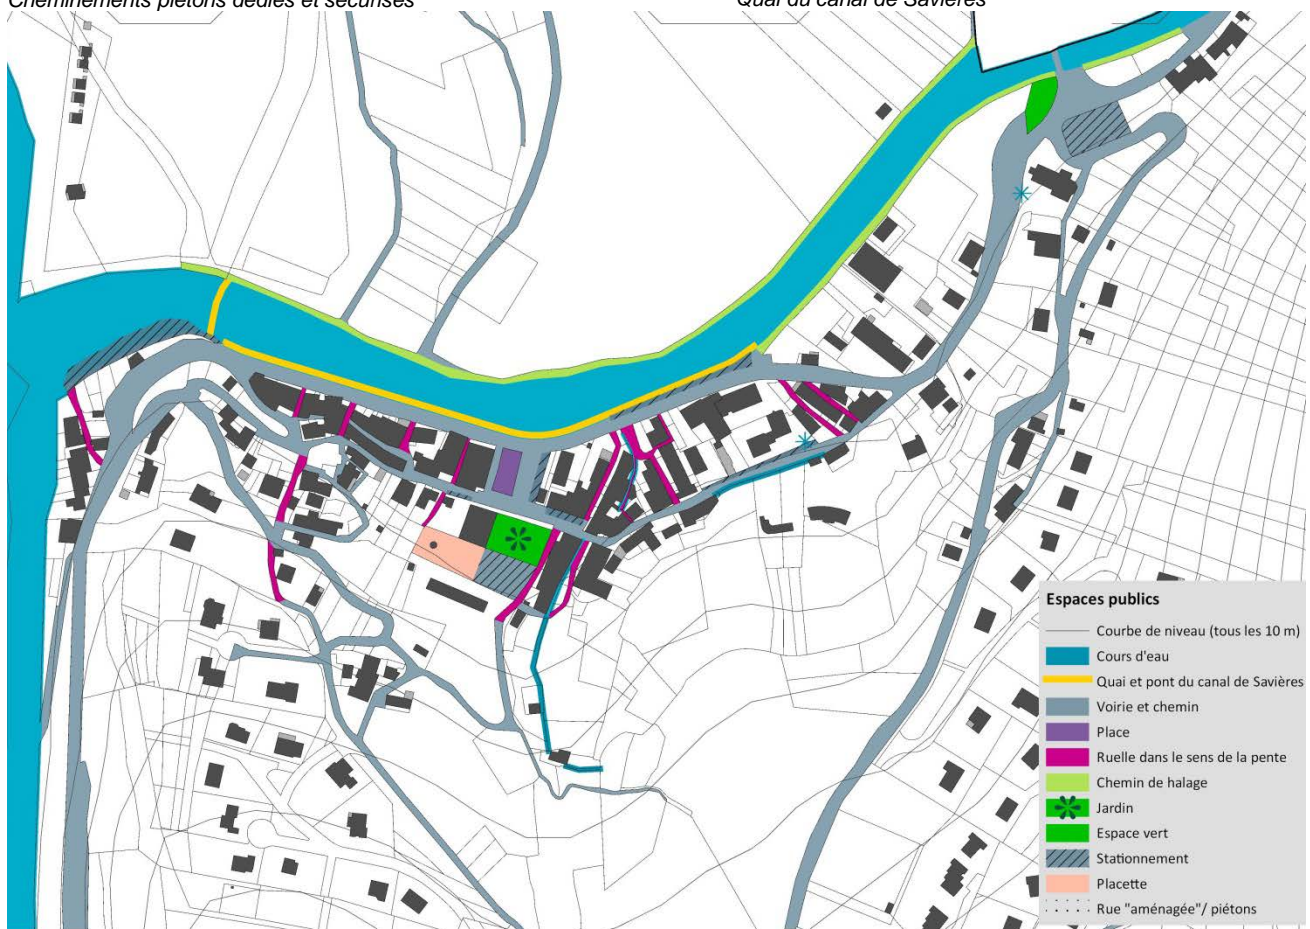 Cheminements piétons dédiés et sécurisés
Quai du canal de Savières
Espaces publics
Courbe de niveau (tous les 10 m)
Cours d'eau
Quai et pont du canal de Savières
Voirie et chemin
Place
Ruelle dans le sens de la pente
Chemin de halage
Jardin
Espace vert
Stationnement
Placette
Rue "aménagée"/ piétons